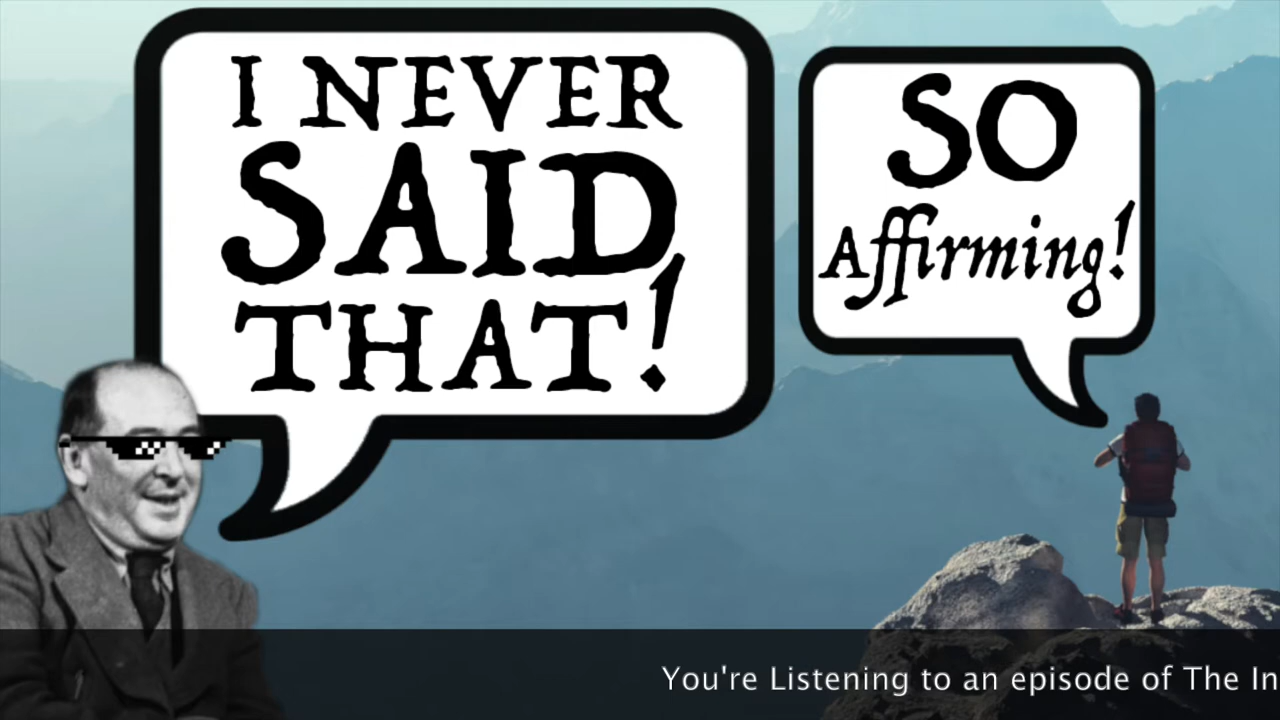 I NEVER
SAID
THAT!
SO
Affirming!
You're Listening to an episode of The In